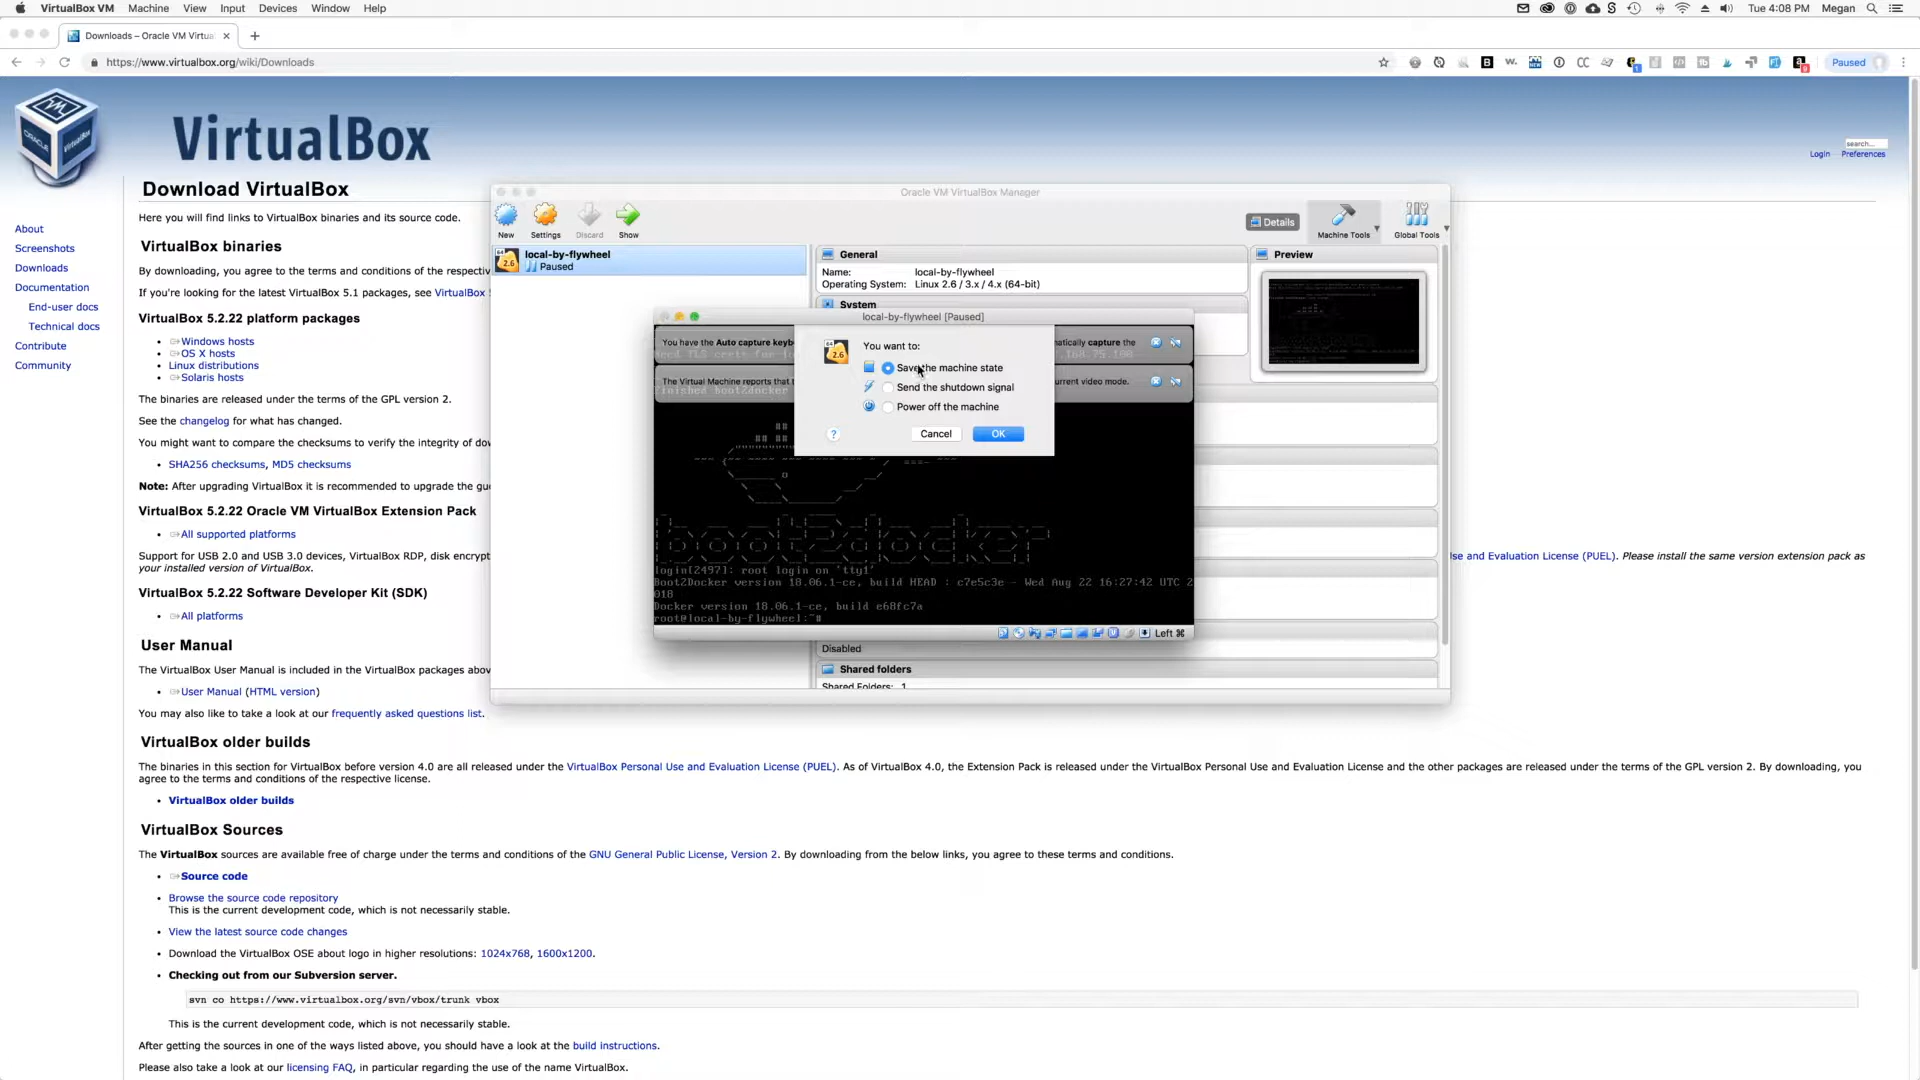 VirtualBox VM Machine View Input Devices Window Help
Tue 4:08 PM Megan
Downloads – Oracle VM Virtua
https://www.virtualbox.org/wiki/Downloads
Paused
VirtualBox
search...
Login Preferences
About
Screenshots
Downloads
Documentation
End-user docs
Technical docs
Contribute
Community
Download VirtualBox
Here you will find links to VirtualBox binaries and its source code.
VirtualBox binaries
By downloading, you agree to the terms and conditions of the respectiv
If you're looking for the latest VirtualBox 5.1 packages, see VirtualBox
VirtualBox 5.2.22 platform packages
• Windows hosts
• OS X hosts
• Linux distributions
• Solaris hosts
The binaries are released under the terms of the GPL version 2.
See the changelog for what has changed.
You might want to compare the checksums to verify the integrity of dow
• SHA256 checksums, MD5 checksums
Note: After upgrading VirtualBox it is recommended to upgrade the gu
VirtualBox 5.2.22 Oracle VM VirtualBox Extension Pack
• All supported platforms
Support for USB 2.0 and USB 3.0 devices, VirtualBox RDP, disk encrypt
se and Evaluation License (PUEL). Please install the same version extension pack as
your installed version of VirtualBox.
VirtualBox 5.2.22 Software Developer Kit (SDK)
• All platforms
User Manual
The VirtualBox User Manual is included in the VirtualBox packages abov
• User Manual (HTML version)
You may also like to take a look at our frequently asked questions list.
VirtualBox older builds
The binaries in this section for VirtualBox before version 4.0 are all released under the VirtualBox Personal Use and Evaluation License (PUEL). As of VirtualBox 4.0, the Extension Pack is released under the VirtualBox Personal Use and Evaluation License and the other packages are released under the terms of the GPL version 2. By downloading, you
agree to the terms and conditions of the respective license.
• VirtualBox older builds
VirtualBox Sources
The VirtualBox sources are available free of charge under the terms and conditions of the GNU General Public License, Version 2. By downloading from the below links, you agree to these terms and conditions.
• Source code
• Browse the source code repository
This is the current development code, which is not necessarily stable.
• View the latest source code changes
• Download the VirtualBox OSE about logo in higher resolutions: 1024x768, 1600x1200.
• Checking out from our Subversion server.
svn co https://www.virtualbox.org/svn/vbox/trunk vbox
This is the current development code, which is not necessarily stable.
After getting the sources in one of the ways listed above, you should have a look at the build instructions.
Please also take a look at our licensing FAQ, in particular regarding the use of the name VirtualBox.
Oracle VM VirtualBox Manager
New Settings Discard Show
Details
Machine Tools Global Tools
local-by-flywheel
Paused
General
Name: local-by-flywheel
Operating System: Linux 2.6 / 3.x / 4.x (64-bit)
System
Preview
Disabled
Shared folders
Shared Folders: 1
local-by-flywheel [Paused]
You have the Auto capture keyb
matically capture the
The Virtual Machine reports that t
urrent video mode.
You want to:
Save the machine state
Send the shutdown signal
Power off the machine
?
Cancel OK
boot2docker
login[2497]: root login on 'tty1'
Boot2Docker version 18.06.1-ce, build HEAD : c7e5c3e - Wed Aug 22 16:27:42 UTC 2
018
Docker version 18.06.1-ce, build e68fc7a
root@local-by-flywheel:~#
Left ⌘